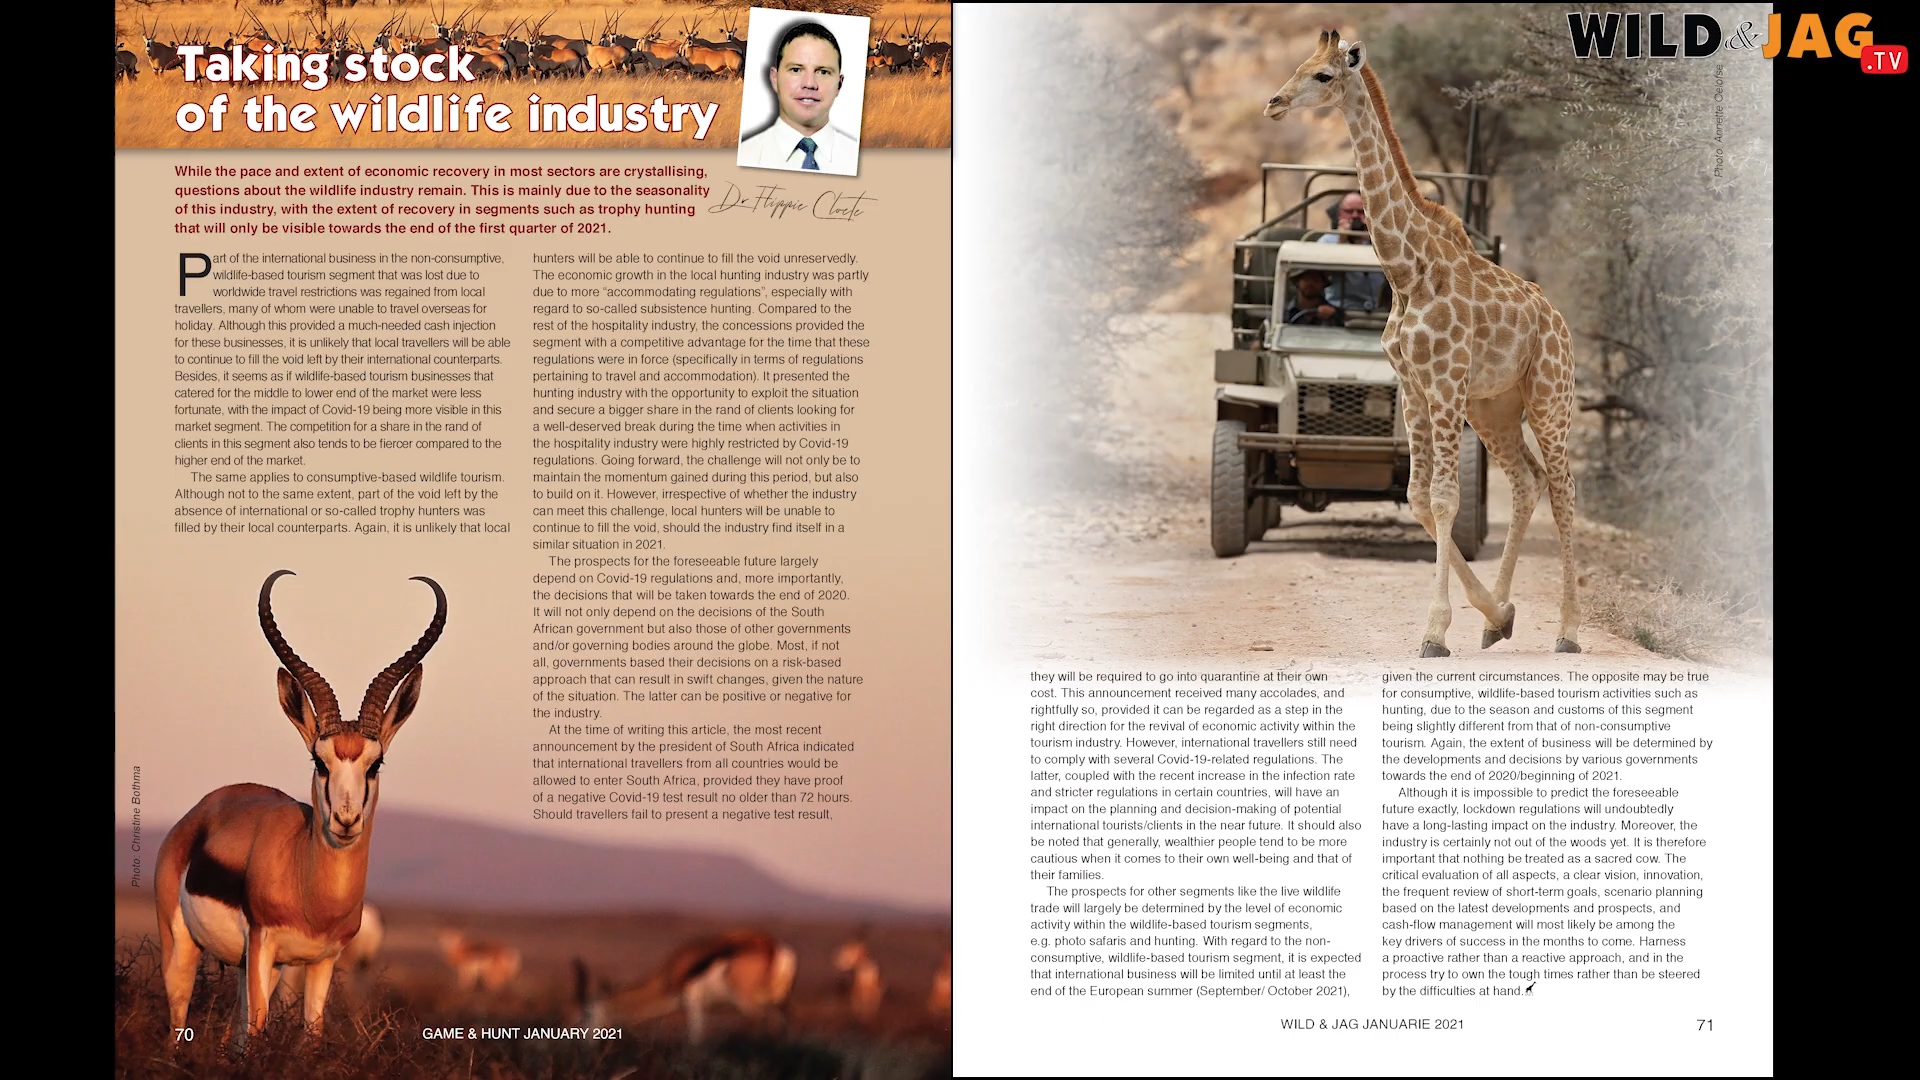 WILD & JAG
.TV
Taking stock
of the wildlife industry
While the pace and extent of economic recovery in most sectors are crystallising,
questions about the wildlife industry remain. This is mainly due to the seasonality
of this industry, with the extent of recovery in segments such as trophy hunting
that will only be visible towards the end of the first quarter of 2021.
Dr Flippie Cloete
Part of the international business in the non-consumptive,
wildlife-based tourism segment that was lost due to
worldwide travel restrictions was regained from local
travellers, many of whom were unable to travel overseas for
holiday. Although this provided a much-needed cash injection
for these businesses, it is unlikely that local travellers will be able
to continue to fill the void left by their international counterparts.
Besides, it seems as if wildlife-based tourism businesses that
catered for the middle to lower end of the market were less
fortunate, with the impact of Covid-19 being more visible in this
market segment. The competition for a share in the rand of
clients in this segment also tends to be fiercer compared to the
higher end of the market.
The same applies to consumptive-based wildlife tourism.
Although not to the same extent, part of the void left by the
absence of international or so-called trophy hunters was
filled by their local counterparts. Again, it is unlikely that local
hunters will be able to continue to fill the void unreservedly.
The economic growth in the local hunting industry was partly
due to more “accommodating regulations”, especially with
regard to so-called subsistence hunting. Compared to the
rest of the hospitality industry, the concessions provided the
segment with a competitive advantage for the time that these
regulations were in force (specifically in terms of regulations
pertaining to travel and accommodation). It presented the
hunting industry with the opportunity to exploit the situation
and secure a bigger share in the rand of clients looking for
a well-deserved break during the time when activities in
the hospitality industry were highly restricted by Covid-19
regulations. Going forward, the challenge will not only be to
maintain the momentum gained during this period, but also
to build on it. However, irrespective of whether the industry
can meet this challenge, local hunters will be unable to
continue to fill the void, should the industry find itself in a
similar situation in 2021.
The prospects for the foreseeable future largely
depend on Covid-19 regulations and, more importantly,
the decisions that will be taken towards the end of 2020.
It will not only depend on the decisions of the South
African government but also those of other governments
and/or governing bodies around the globe. Most, if not
all, governments based their decisions on a risk-based
approach that can result in swift changes, given the nature
of the situation. The latter can be positive or negative for
the industry.
At the time of writing this article, the most recent
announcement by the president of South Africa indicated
that international travellers from all countries would be
allowed to enter South Africa, provided they have proof
of a negative Covid-19 test result no older than 72 hours.
Should travellers fail to present a negative test result,
Photo: Christine Bothma
70
GAME & HUNT JANUARY 2021
Photo: Annette Oelofse
they will be required to go into quarantine at their own
cost. This announcement received many accolades, and
rightfully so, provided it can be regarded as a step in the
right direction for the revival of economic activity within the
tourism industry. However, international travellers still need
to comply with several Covid-19-related regulations. The
latter, coupled with the recent increase in the infection rate
and stricter regulations in certain countries, will have an
impact on the planning and decision-making of potential
international tourists/clients in the near future. It should also
be noted that generally, wealthier people tend to be more
cautious when it comes to their own well-being and that of
their families.
The prospects for other segments like the live wildlife
trade will largely be determined by the level of economic
activity within the wildlife-based tourism segments,
e.g. photo safaris and hunting. With regard to the non-
consumptive, wildlife-based tourism segment, it is expected
that international business will be limited until at least the
end of the European summer (September/ October 2021),
given the current circumstances. The opposite may be true
for consumptive, wildlife-based tourism activities such as
hunting, due to the season and customs of this segment
being slightly different from that of non-consumptive
tourism. Again, the extent of business will be determined by
the developments and decisions by various governments
towards the end of 2020/beginning of 2021.
Although it is impossible to predict the foreseeable
future exactly, lockdown regulations will undoubtedly
have a long-lasting impact on the industry. Moreover, the
industry is certainly not out of the woods yet. It is therefore
important that nothing be treated as a sacred cow. The
critical evaluation of all aspects, a clear vision, innovation,
the frequent review of short-term goals, scenario planning
based on the latest developments and prospects, and
cash-flow management will most likely be among the
key drivers of success in the months to come. Harness
a proactive rather than a reactive approach, and in the
process try to own the tough times rather than be steered
by the difficulties at hand.
WILD & JAG JANUARIE 2021
71